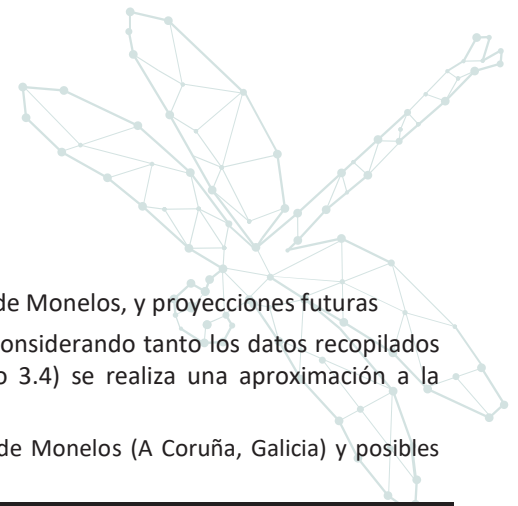 de Monelos, y proyecciones futuras
onsiderando tanto los datos recopilados
o 3.4) se realiza una aproximación a la
de Monelos (A Coruña, Galicia) y posibles